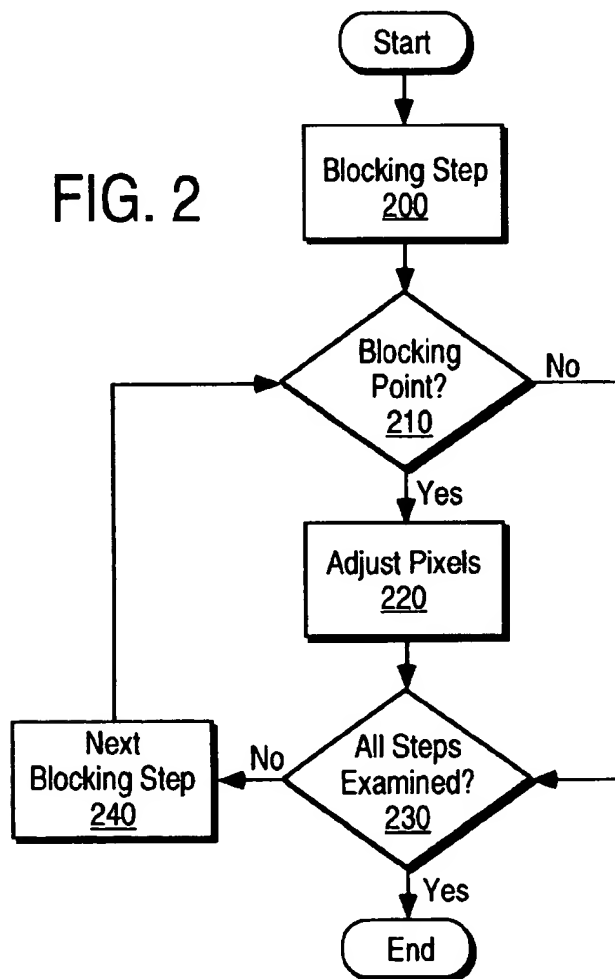 Start
FIG. 2
Blocking Step
200
Blocking
Point?
210
No
Yes
Adjust Pixels
220
All Steps
Examined?
230
No
Next
Blocking Step
240
Yes
End